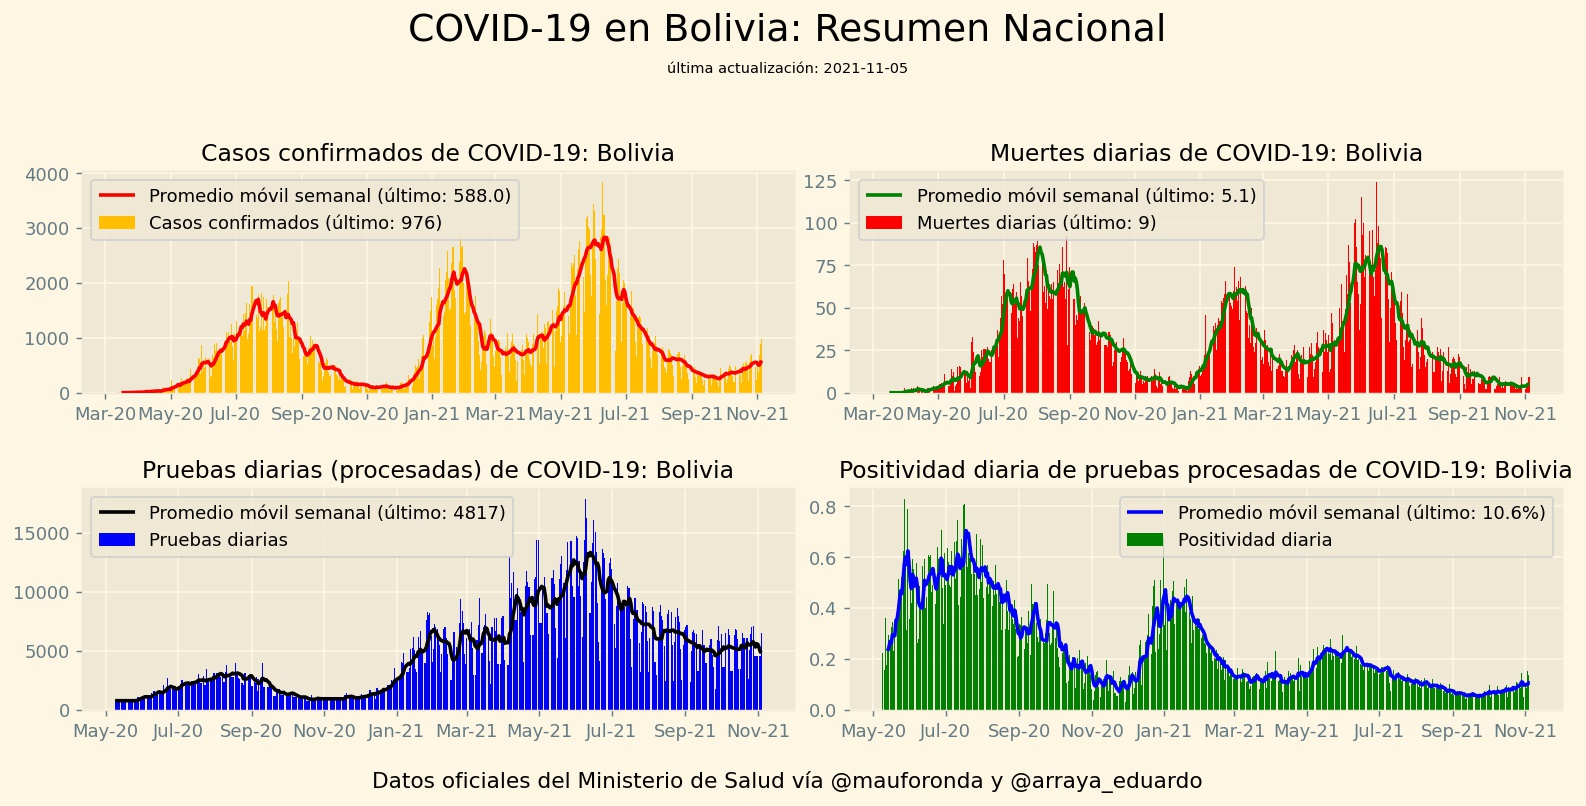 COVID-19 en Bolivia: Resumen Nacional
última actualización: 2021-11-05
Casos confirmados de COVID-19: Bolivia
4000
3000
2000
1000
0
Promedio móvil semanal (último: 588.0)
Casos confirmados (último: 976)
Mar-20 May-20 Jul-20 Sep-20 Nov-20 Jan-21 Mar-21 May-21 Jul-21 Sep-21 Nov-21
Muertes diarias de COVID-19: Bolivia
125
100
75
50
25
0
Promedio móvil semanal (último: 5.1)
Muertes diarias (último: 9)
Mar-20 May-20 Jul-20 Sep-20 Nov-20 Jan-21 Mar-21 May-21 Jul-21 Sep-21 Nov-21
Pruebas diarias (procesadas) de COVID-19: Bolivia
15000
10000
5000
0
Promedio móvil semanal (último: 4817)
Pruebas diarias
May-20 Jul-20 Sep-20 Nov-20 Jan-21 Mar-21 May-21 Jul-21 Sep-21 Nov-21
Positividad diaria de pruebas procesadas de COVID-19: Bolivia
0.8
0.6
0.4
0.2
0.0
Promedio móvil semanal (último: 10.6%)
Positividad diaria
May-20 Jul-20 Sep-20 Nov-20 Jan-21 Mar-21 May-21 Jul-21 Sep-21 Nov-21
Datos oficiales del Ministerio de Salud vía @mauforonda y @arraya_eduardo